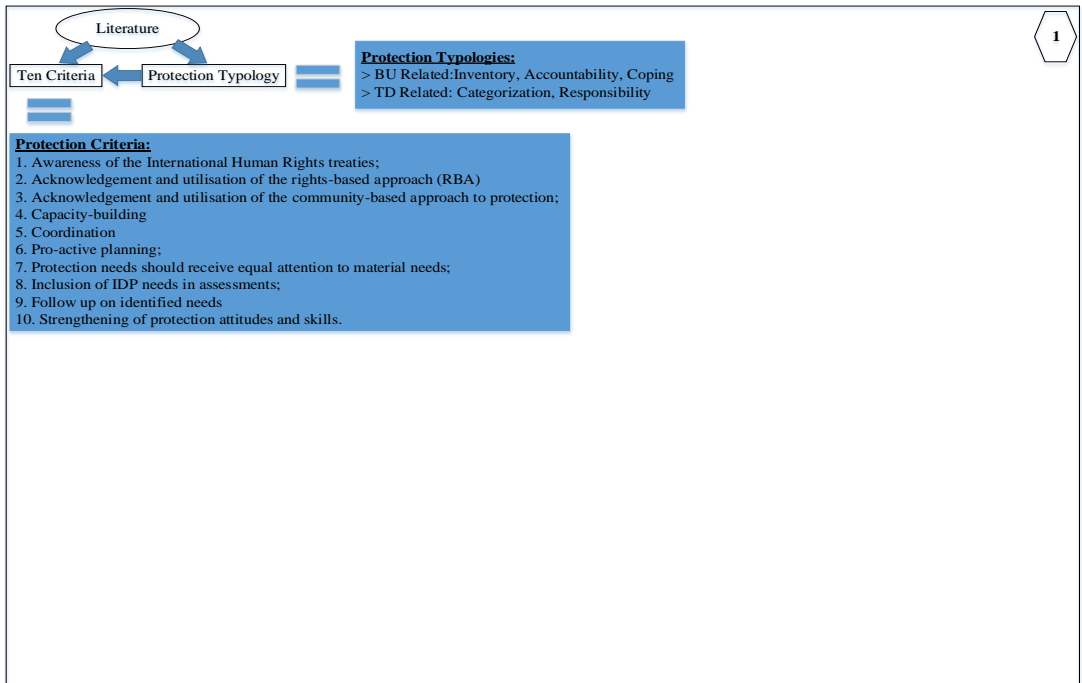 Literature
1
Ten Criteria
Protection Typology
Protection Typologies:
> BU Related:Inventory, Accountability, Coping
> TD Related: Categorization, Responsibility
Protection Criteria:
1. Awareness of the International Human Rights treaties;
2. Acknowledgement and utilisation of the rights-based approach (RBA)
3. Acknowledgement and utilisation of the community-based approach to protection;
4. Capacity-building
5. Coordination
6. Pro-active planning;
7. Protection needs should receive equal attention to material needs;
8. Inclusion of IDP needs in assessments;
9. Follow up on identified needs
10. Strengthening of protection attitudes and skills.